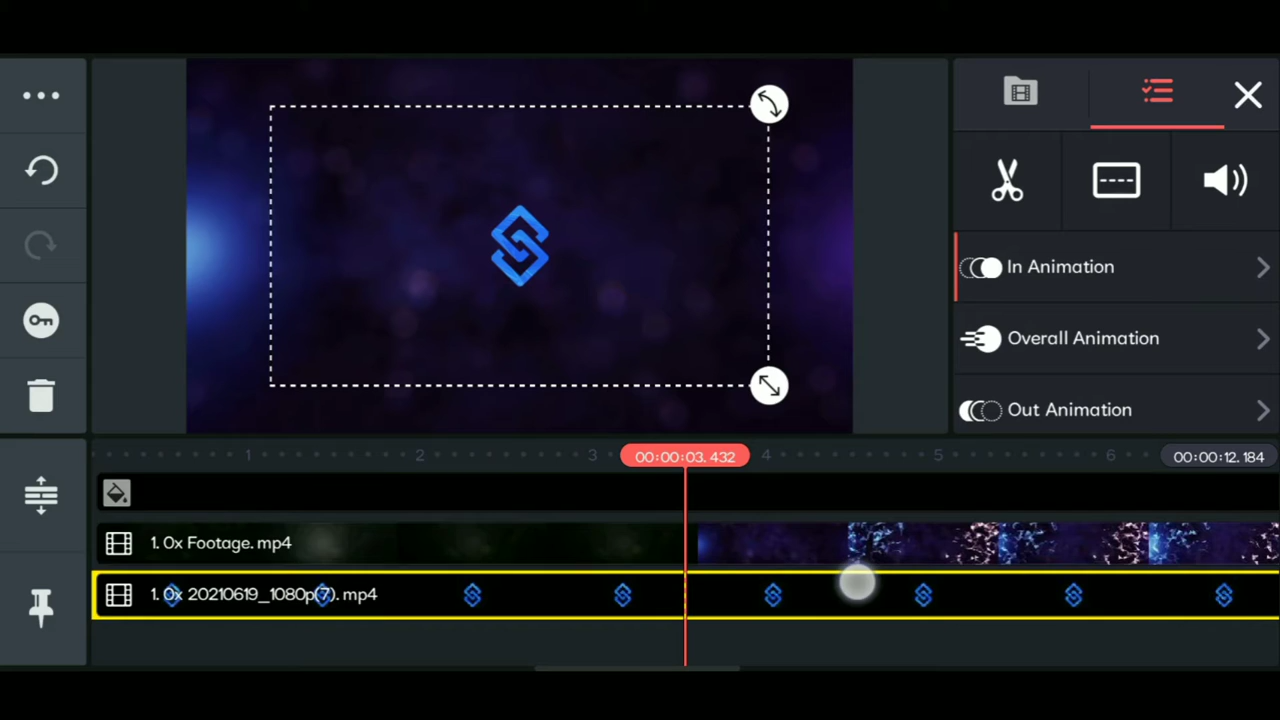 In Animation
Overall Animation
Out Animation
1 2 3 4 5 6
00:00:03.432
00:00:12.184
1.0x Footage.mp4
1.0x 20210619_1080p(7).mp4